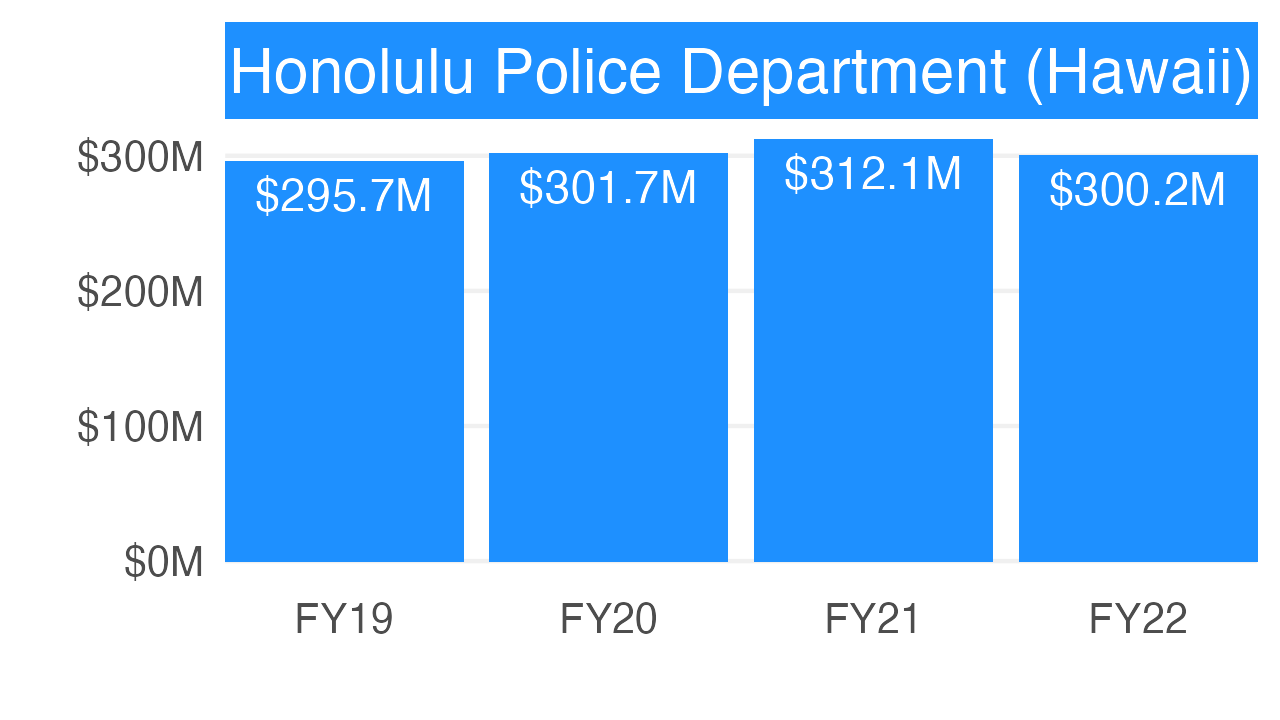 Honolulu Police Department (Hawaii)
$300M
$295.7M
$301.7M
$312.1M
$300.2M
$200M
$100M
$0M
FY19
FY20
FY21
FY22